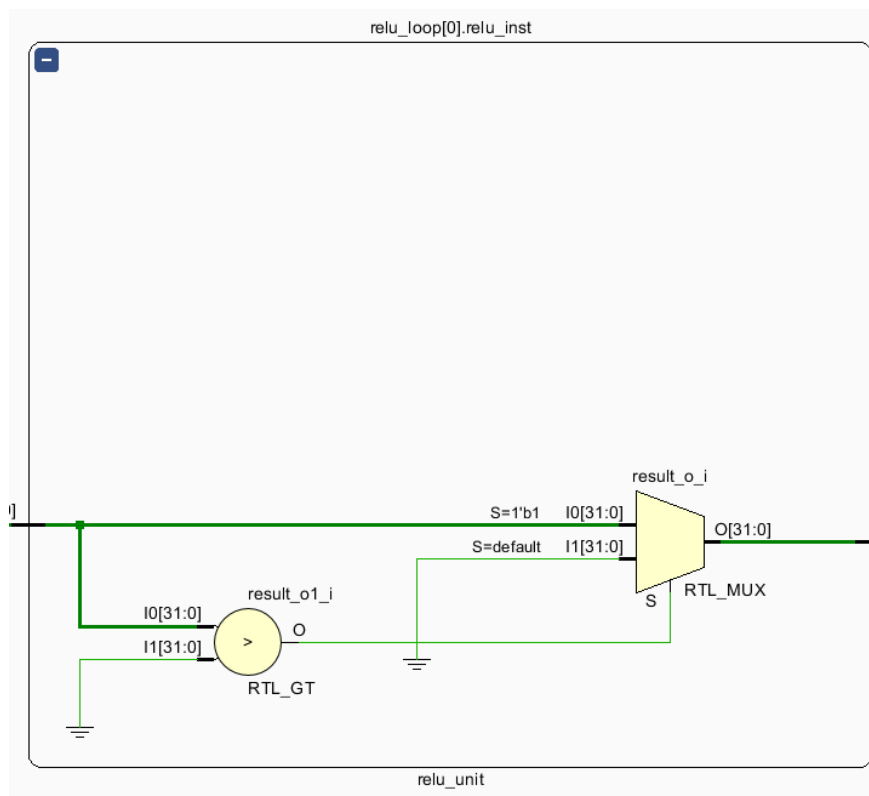 relu_loop[0].relu_inst
result_o_i
S=1'b1 I0[31:0]
O[31:0]
S=default I1[31:0]
RTL_MUX
S
result_o1_i
I0[31:0]
O
>
I1[31:0]
RTL_GT
relu_unit